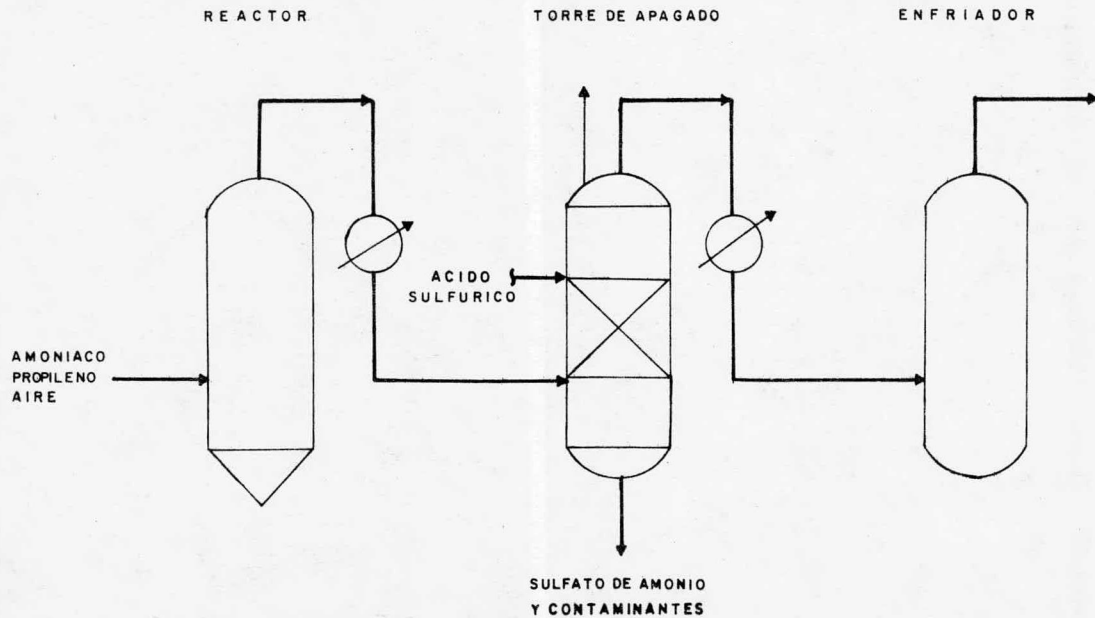 REACTOR
TORRE DE APAGADO
ENFRIADOR
ACIDO
SULFURICO
AMONIACO
PROPILENO
AIRE
SULFATO DE AMONIO
Y CONTAMINANTES